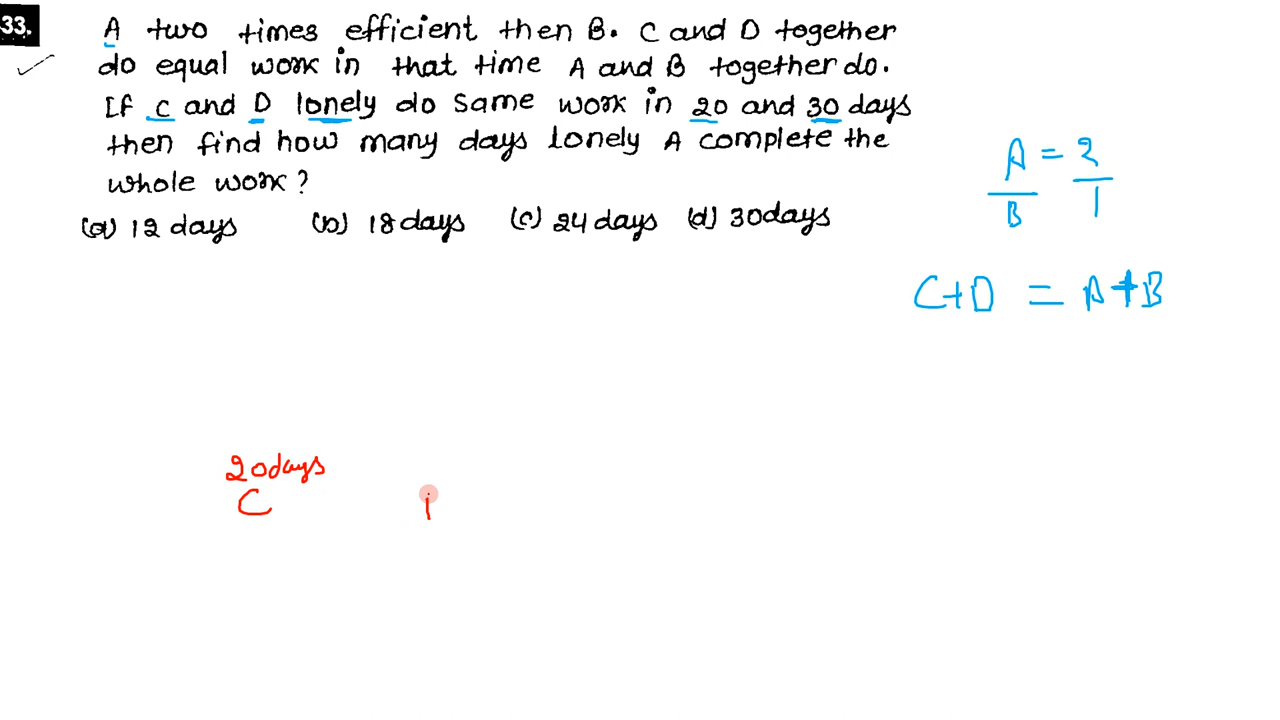 33.
A two times efficient then B. C and D together
do equal work in that time A and B together do.
If C and D lonely do same work in 20 and 30 days
then find how many days lonely A complete the
whole work?
(a) 12 days (b) 18 days (c) 24 days (d) 30 days
A = 2
B 1
C+D = A+B
20 days
C